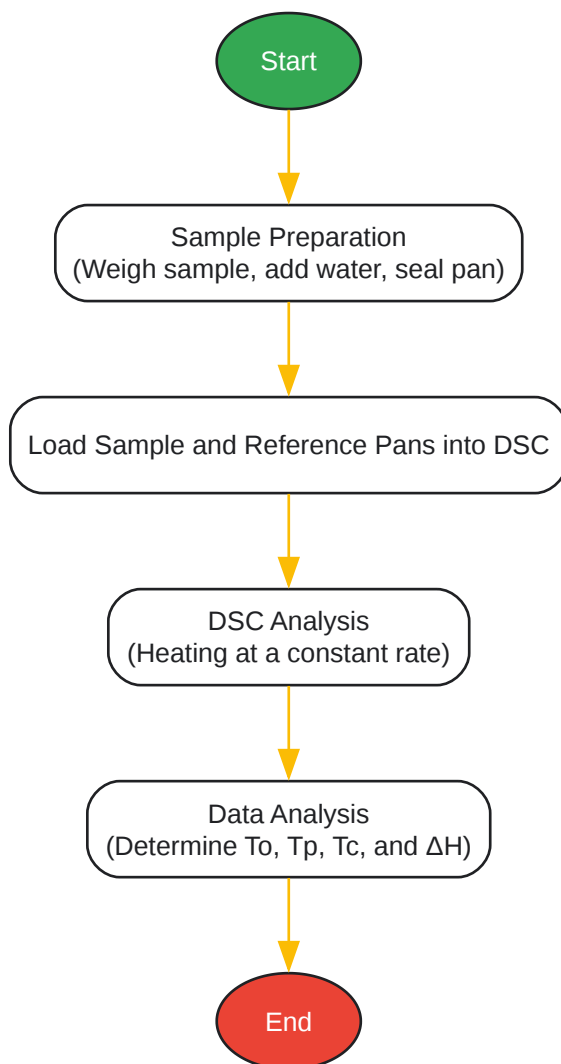 Start
Sample Preparation
(Weigh sample, add water, seal pan)
Load Sample and Reference Pans into DSC
DSC Analysis
(Heating at a constant rate)
Data Analysis
(Determine To, Tp, Tc, and ΔH)
End